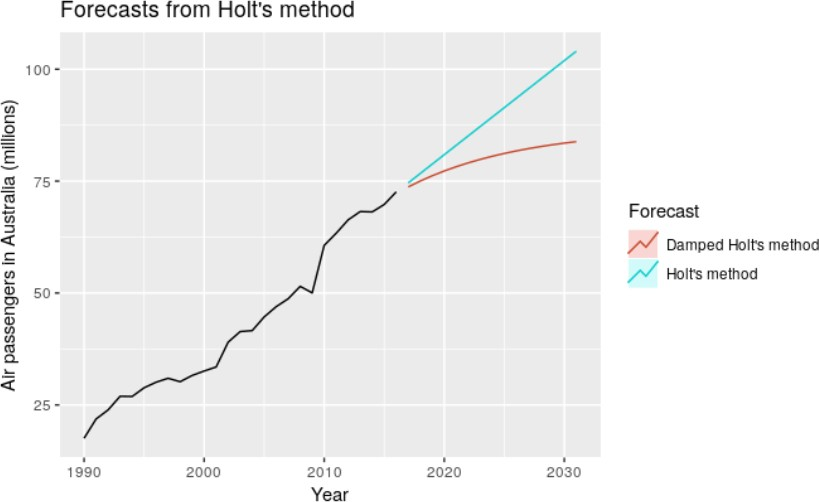 Forecasts from Holt's method
Air passengers in Australia (millions)
100
75
50
25
1990
2000
2010
2020
2030
Year
Forecast
Damped Holt's method
Holt's method